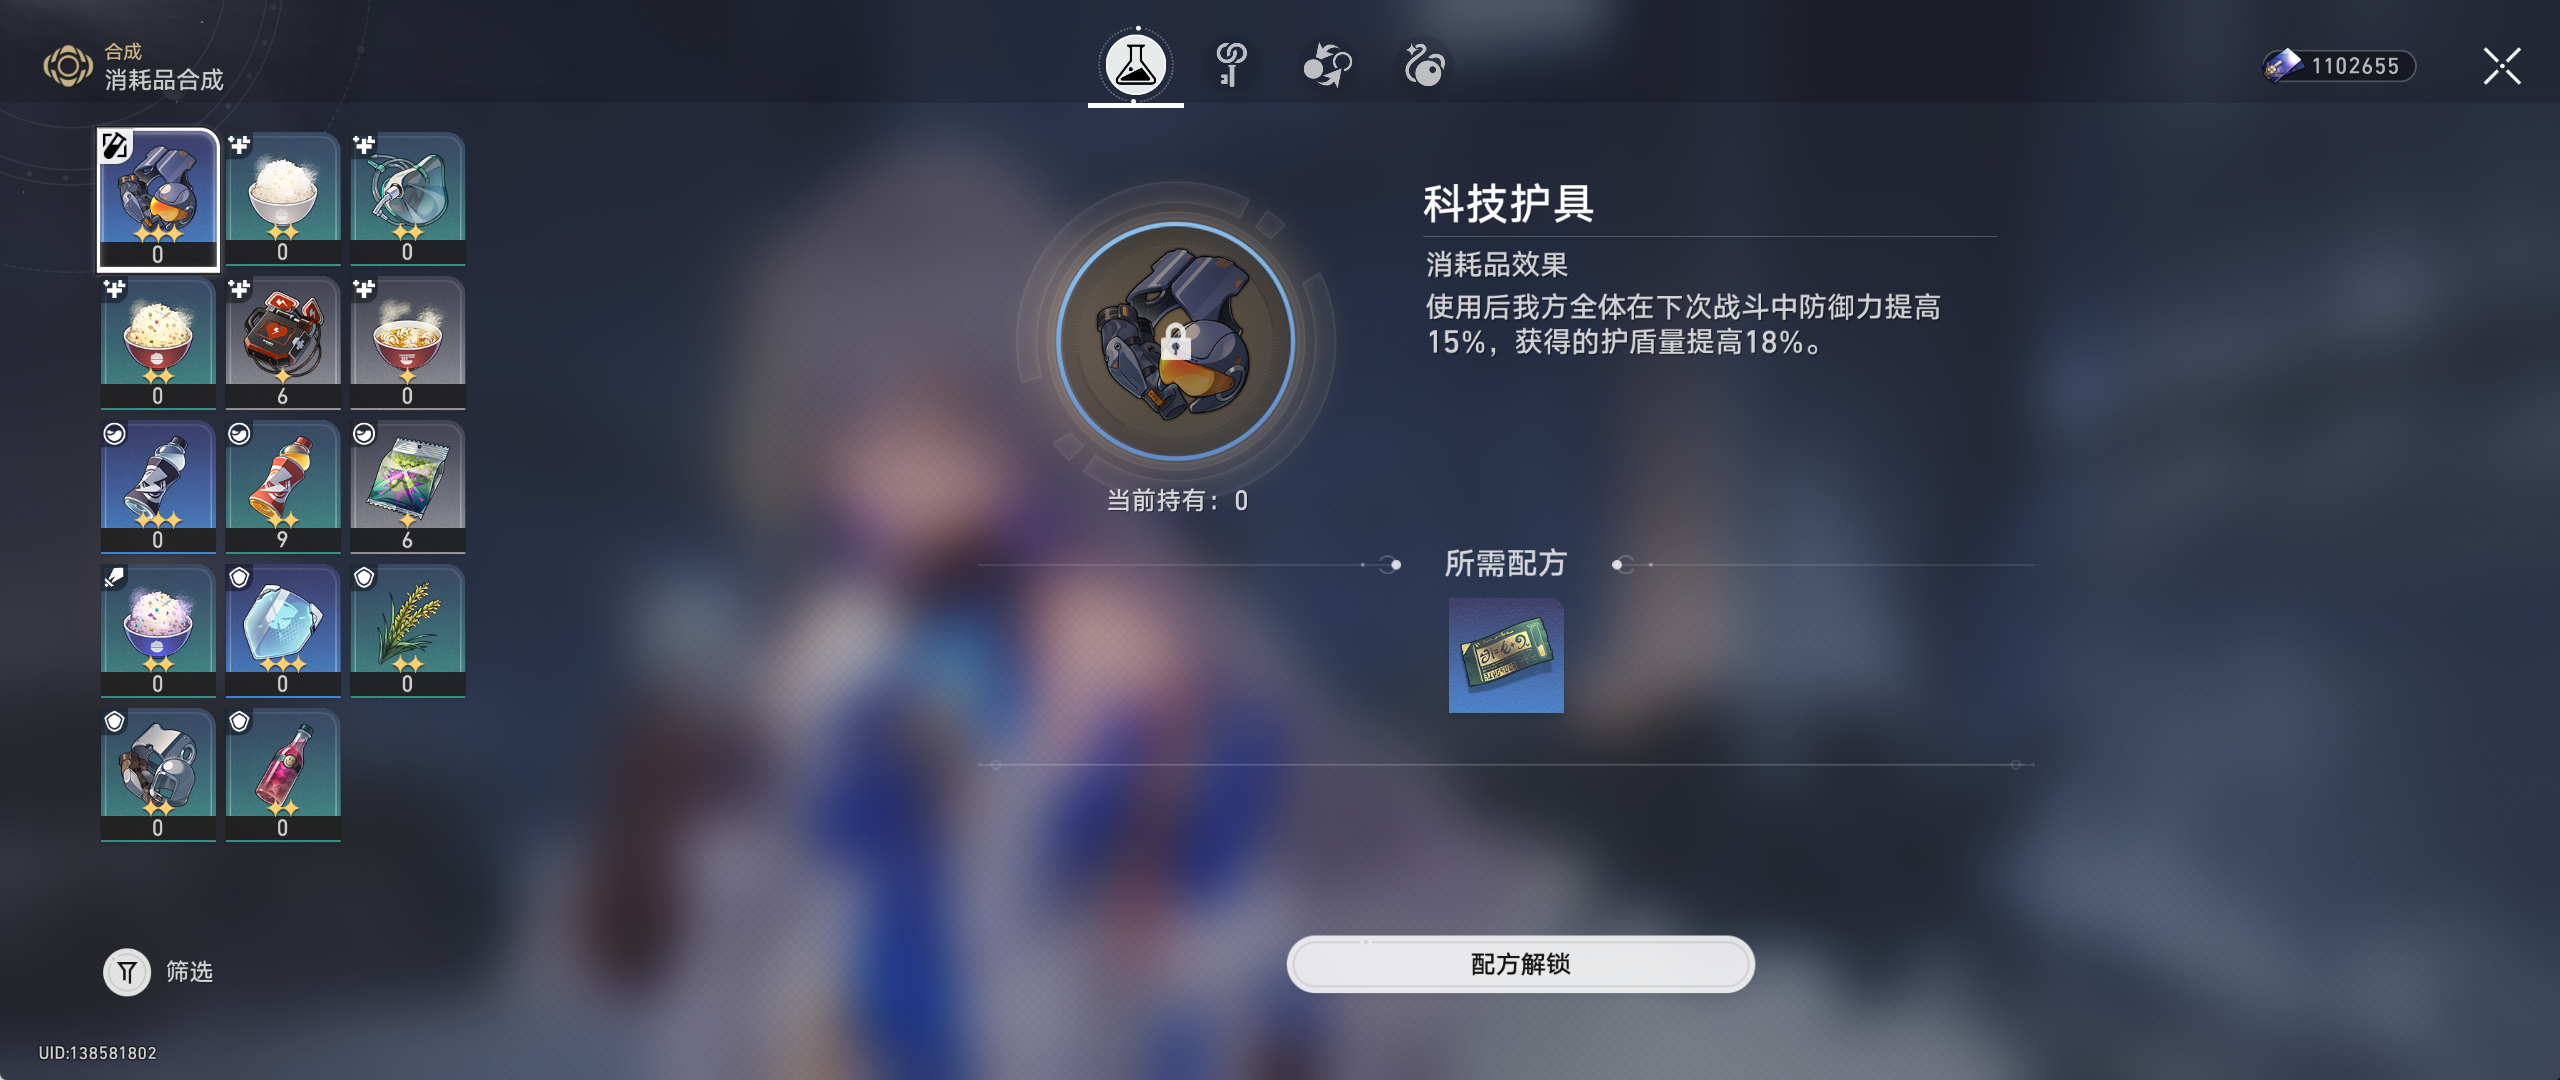 合成
消耗品合成
1102655
0
0
0
0
6
0
0
9
6
0
0
0
0
0
科技护具
消耗品效果
使用后我方全体在下次战斗中防御力提高
15%，获得的护盾量提高18%。
当前持有：0
所需配方
配方解锁
筛选
UID:138581802